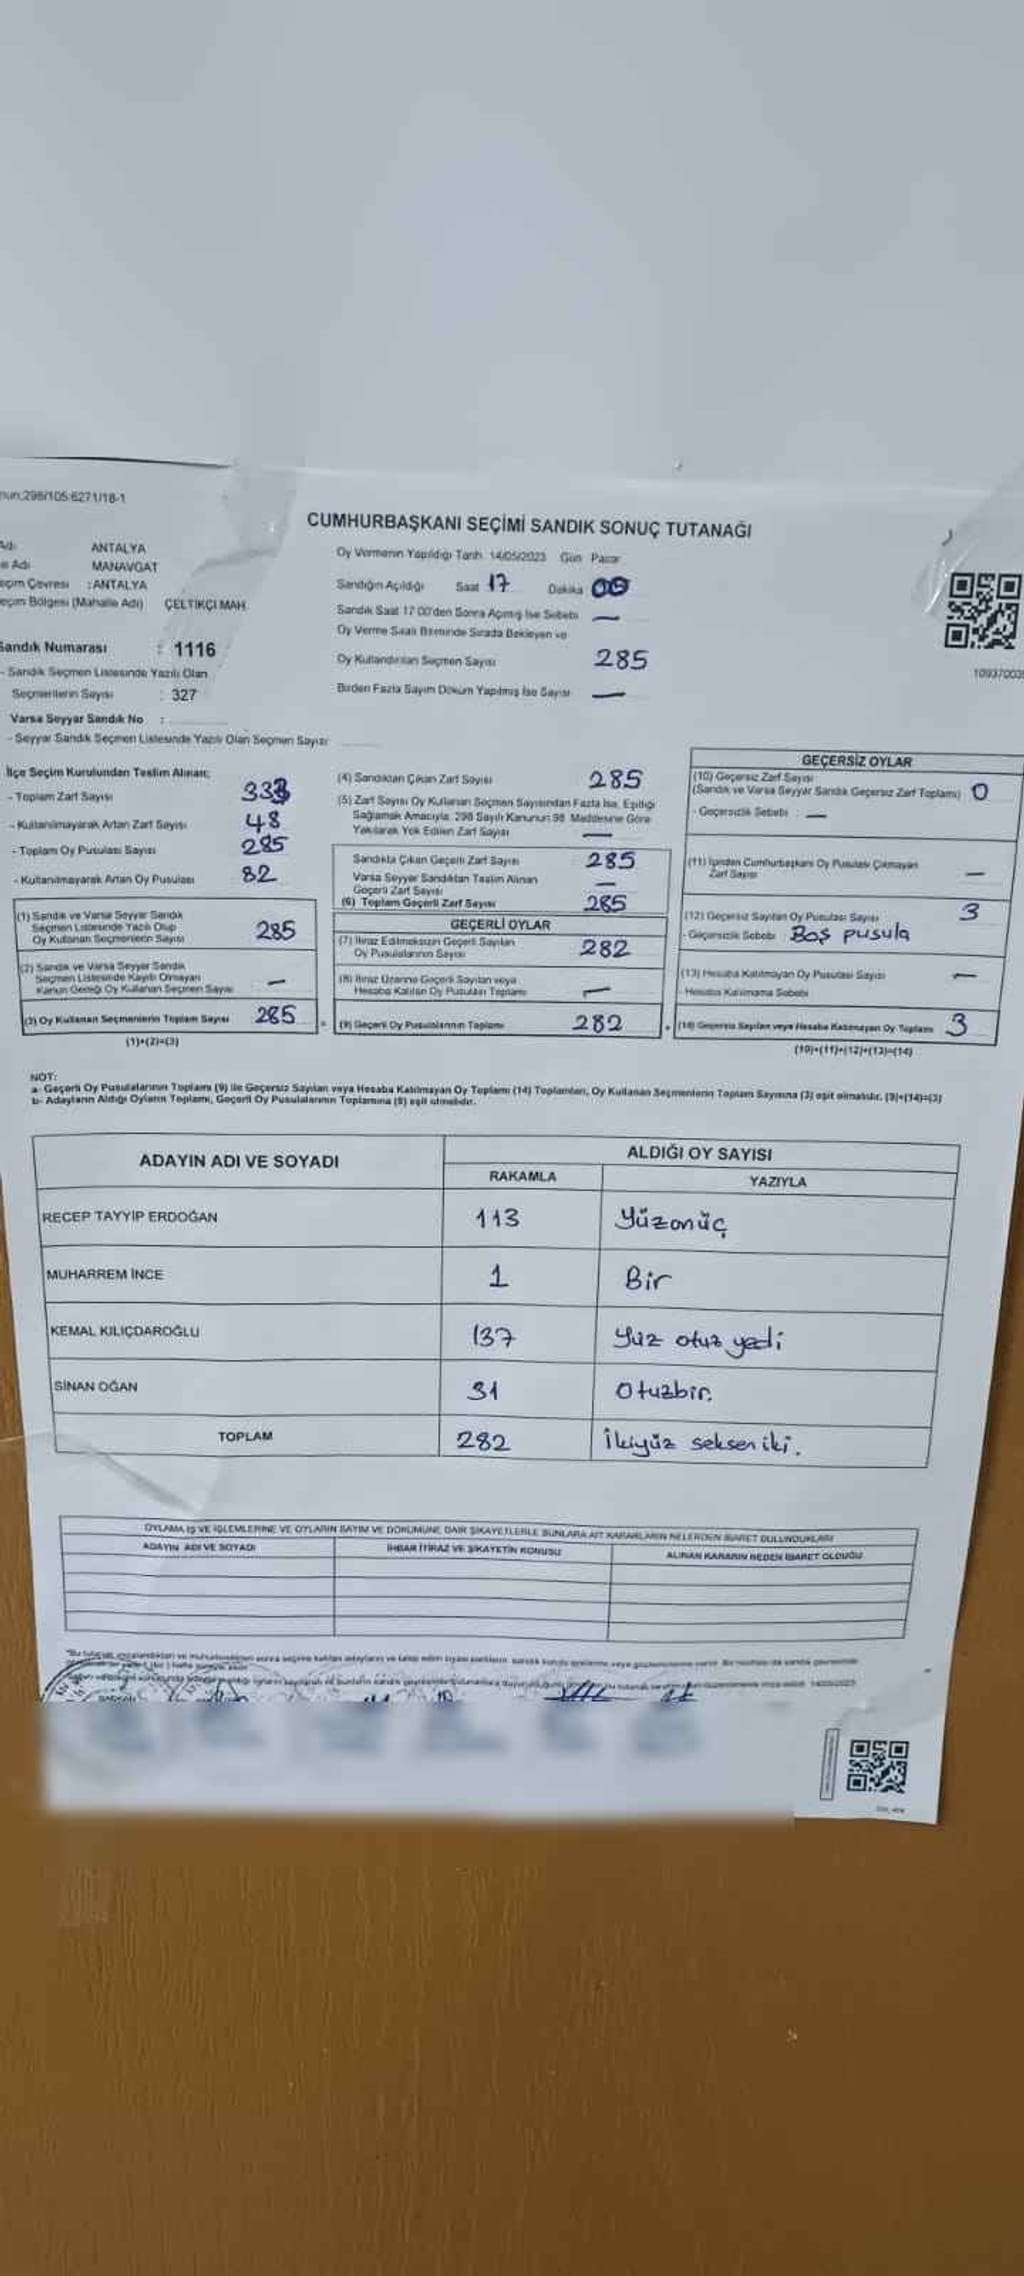 298/105:6271/18-1
CUMHURBAŞKANI SEÇİMİ SANDIK SONUÇ TUTANAĞI
Adı ANTALYA
Adı MANAVGAT
Çevresi : ANTALYA
Bölgesi (Mahalle Adı) ÇELTİKÇİ MAH.
Sandık Numarası : 1116
- Sandık Seçmen Listesinde Yazılı Olan
Seçmenlerin Sayısı : 327
Varsa Seyyar Sandık No :
- Seyyar Sandık Seçmen Listesinde Yazılı Olan Seçmen Sayısı
Oy Vermenin Yapıldığı Tarih 14/05/2023 Gün Pazar
Sandığın Açıldığı Saat 17 Dakika 00
Sandık Saat 17:00'den Sonra Açılmış İse Sebebi —
Oy Verme Saati Bitiminde Sırada Bekleyen ve
Oy Kullandırılan Seçmen Sayısı 285
Birden Fazla Sayım Döküm Yapılmış İse Sayısı —
İlçe Seçim Kurulundan Teslim Alınan;
- Toplam Zarf Sayısı 333
- Kullanılmayarak Artan Zarf Sayısı 48
- Toplam Oy Pusulası Sayısı 285
- Kullanılmayarak Artan Oy Pusulası 82
(1) Sandık ve Varsa Seyyar Sandık
Seçmen Listesinde Yazılı Olup
Oy Kullanan Seçmenlerin Sayısı 285
(2) Sandık ve Varsa Seyyar Sandık
Seçmen Listesinde Kayıtlı Olmayan
Kanun Gereği Oy Kullanan Seçmen Sayısı —
(3) Oy Kullanan Seçmenlerin Toplam Sayısı 285
(1)+(2)=(3)
(4) Sandıktan Çıkan Zarf Sayısı 285
(5) Zarf Sayısı Oy Kullanan Seçmen Sayısından Fazla İse, Eşitliği
Sağlamak Amacıyla, 298 Sayılı Kanunun 98. Maddesine Göre
Yakılarak Yok Edilen Zarf Sayısı —
Sandıkta Çıkan Geçerli Zarf Sayısı 285
Varsa Seyyar Sandıktan Teslim Alınan
Geçerli Zarf Sayısı —
(6) Toplam Geçerli Zarf Sayısı 285
GEÇERLİ OYLAR
(7) İtiraz Edilmeksizin Geçerli Sayılan
Oy Pusulalarının Sayısı 282
(8) İtiraz Üzerine Geçerli Sayılan veya
Hesaba Katılan Oy Pusulaları Toplamı —
(9) Geçerli Oy Pusulalarının Toplamı 282
GEÇERSİZ OYLAR
(10) Geçersiz Zarf Sayısı
(Sandık ve Varsa Seyyar Sandık Geçersiz Zarf Toplamı) 0
- Geçersizlik Sebebi : —
(11) İçinden Cumhurbaşkanı Oy Pusulası Çıkmayan
Zarf Sayısı —
(12) Geçersiz Sayılan Oy Pusulası Sayısı 3
- Geçersizlik Sebebi Boş pusula
(13) Hesaba Katılmayan Oy Pusulası Sayısı —
- Hesaba Katılmama Sebebi
(14) Geçersiz Sayılan veya Hesaba Katılmayan Oy Toplamı 3
(10)+(11)+(12)+(13)=(14)
NOT:
a- Geçerli Oy Pusulalarının Toplamı (9) ile Geçersiz Sayılan veya Hesaba Katılmayan Oy Toplamı (14) Toplamları, Oy Kullanan Seçmenlerin Toplam Sayısına (3) eşit olmalıdır. (9)+(14)=(3)
b- Adayların Aldığı Oyların Toplamı, Geçerli Oy Pusulalarının Toplamına (9) eşit olmalıdır.
ADAYIN ADI VE SOYADI ALDIĞI OY SAYISI
RAKAMLA YAZIYLA
RECEP TAYYİP ERDOĞAN 113 Yüzonüç
MUHARREM İNCE 1 Bir
KEMAL KILIÇDAROĞLU 137 Yüz otuz yedi
SİNAN OĞAN 31 Otuzbir.
TOPLAM 282 İkiyüz seksen iki.
OYLAMA İŞ VE İŞLEMLERİNE VE OYLARIN SAYIM VE DÖKÜMÜNE DAİR ŞİKAYETLERLE BUNLARA AİT KARARLARIN NELERDEN İBARET BULUNDUKLARI
ADAYIN ADI VE SOYADI İHBAR İTİRAZ VE ŞİKAYETİN KONUSU ALINAN KARARIN NEDEN İBARET OLDUĞU